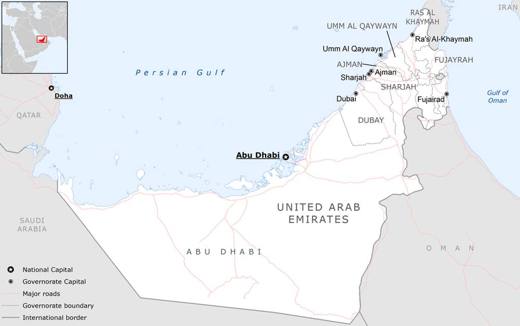 RAS AL
KHAYMAH
IRAN
UMM AL QAYWAYN
Ra's Al-Khaymah
Umm Al Qaywayn
AJMAN
FUJAYRAH
Ajman
Sharjah
SHARJAH
Persian Gulf
Doha
Dubai
Fujairad
Gulf
of
Oman
QATAR
DUBAY
Abu Dhabi
UNITED ARAB
EMIRATES
SAUDI
ARABIA
ABU DHABI
OMAN
National Capital
Governorate Capital
Major roads
Governorate boundary
International border